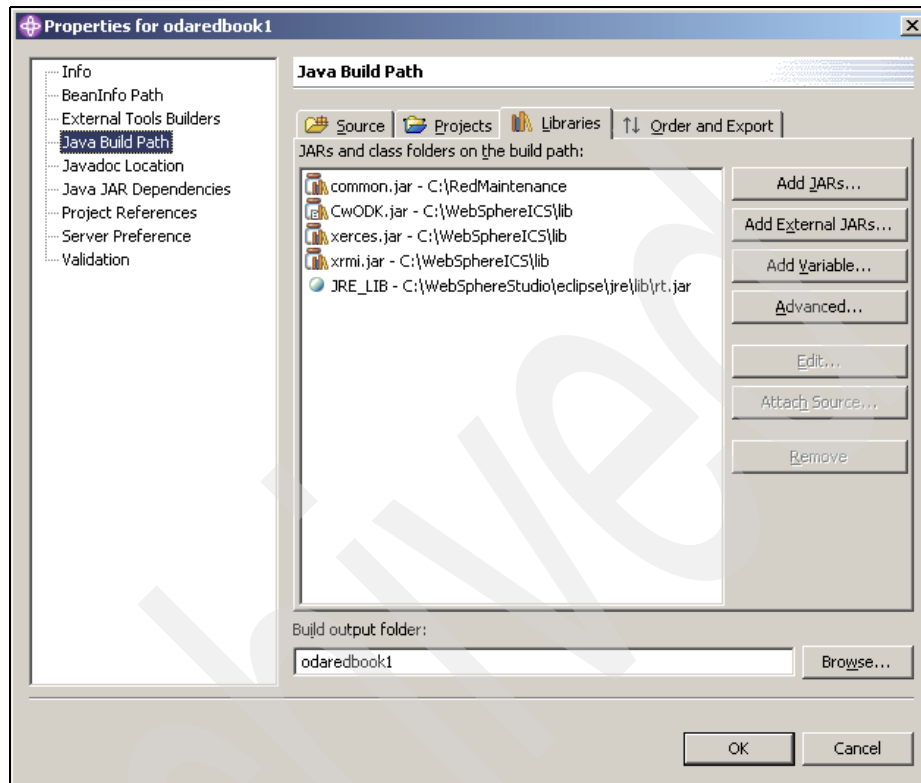 Properties for odaredbook1
Info
BeanInfo Path
External Tools Builders
Java Build Path
Javadoc Location
Java JAR Dependencies
Project References
Server Preference
Validation
Java Build Path
Source
Projects
Libraries
Order and Export
JARs and class folders on the build path:
common.jar - C:\RedMaintenance
CwODK.jar - C:\WebSphereICS\lib
xerces.jar - C:\WebSphereICS\lib
xrmi.jar - C:\WebSphereICS\lib
JRE_LIB - C:\WebSphereStudio\eclipse\jre\lib\rt.jar
Add JARs...
Add External JARs...
Add Variable...
Advanced...
Edit...
Attach Source...
Remove
Build output folder:
odaredbook1
Browse...
OK
Cancel
hived